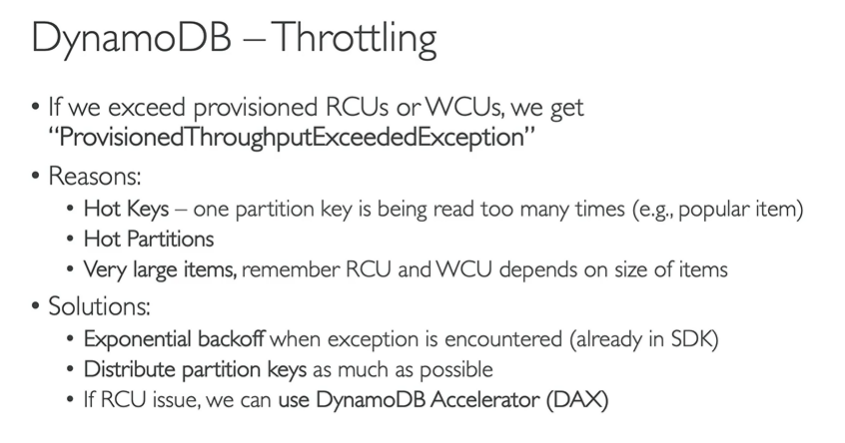 DynamoDB – Throttling
• If we exceed provisioned RCUs or WCUs, we get
“ProvisionedThroughputExceededException”
• Reasons:
• Hot Keys – one partition key is being read too many times (e.g., popular item)
• Hot Partitions
• Very large items, remember RCU and WCU depends on size of items
• Solutions:
• Exponential backoff when exception is encountered (already in SDK)
• Distribute partition keys as much as possible
• If RCU issue, we can use DynamoDB Accelerator (DAX)